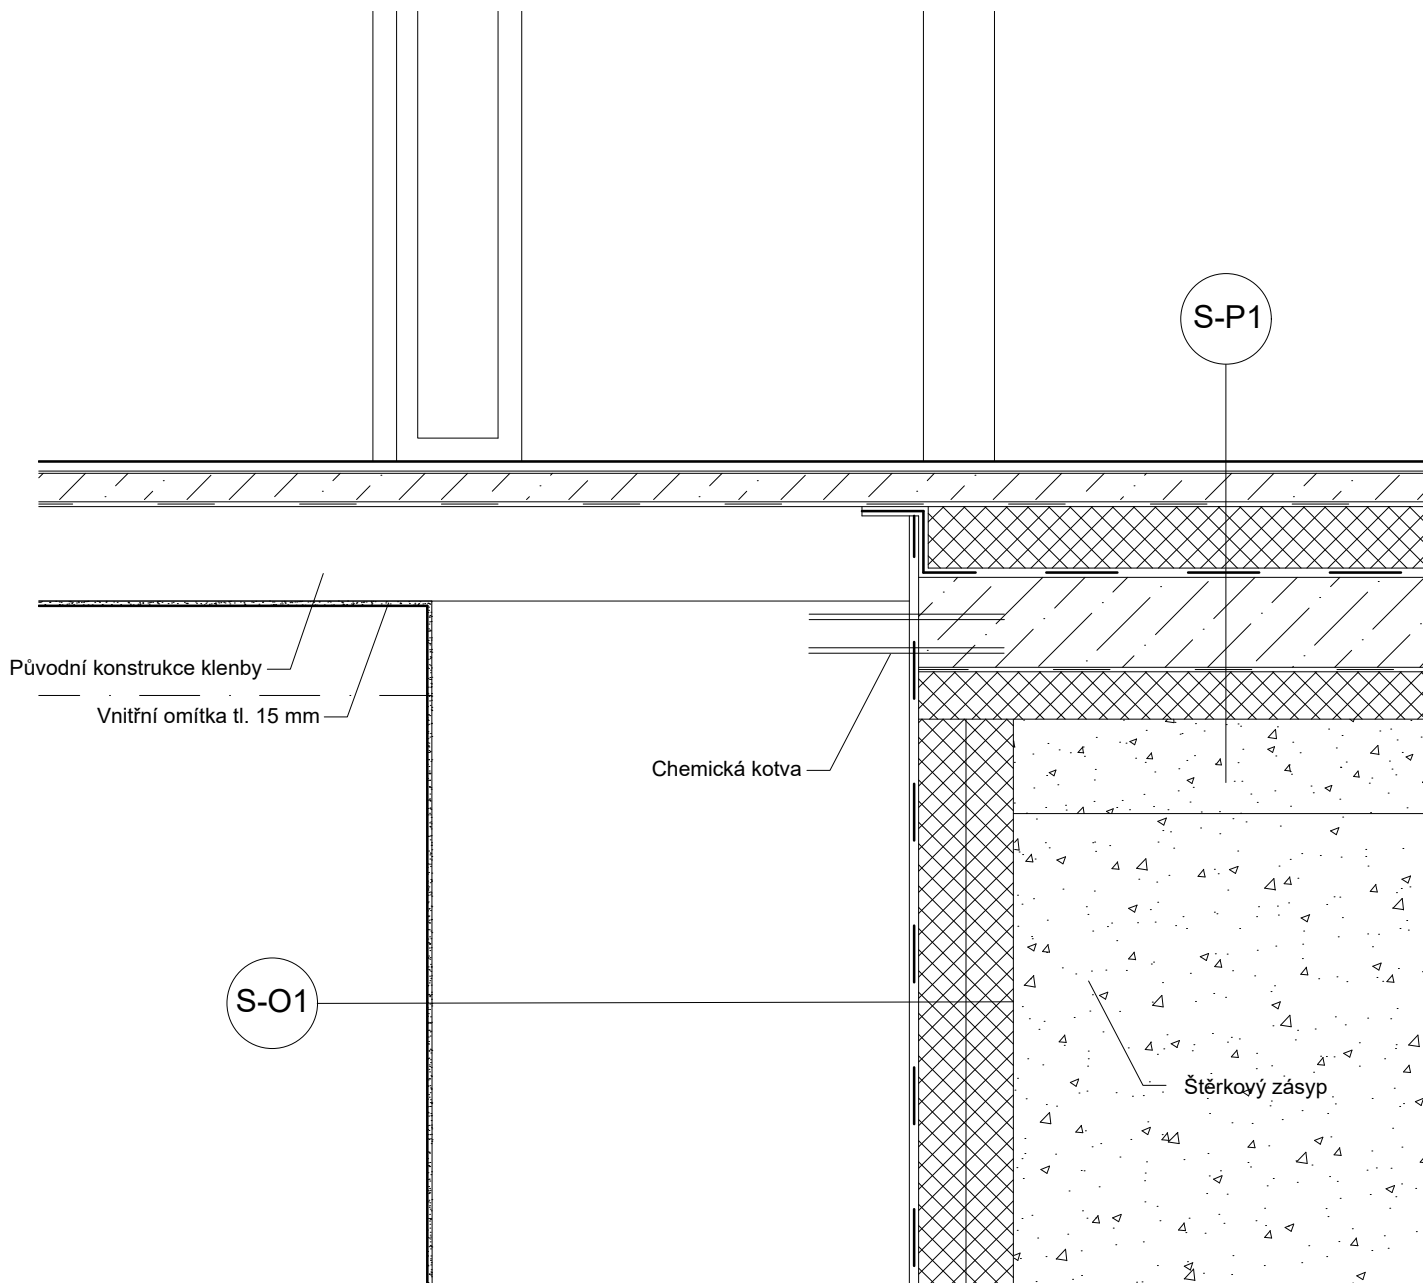 S-P1
Původní konstrukce klenby
Vnitřní omítka tl. 15 mm
Chemická kotva
S-O1
Štěrkový zásyp